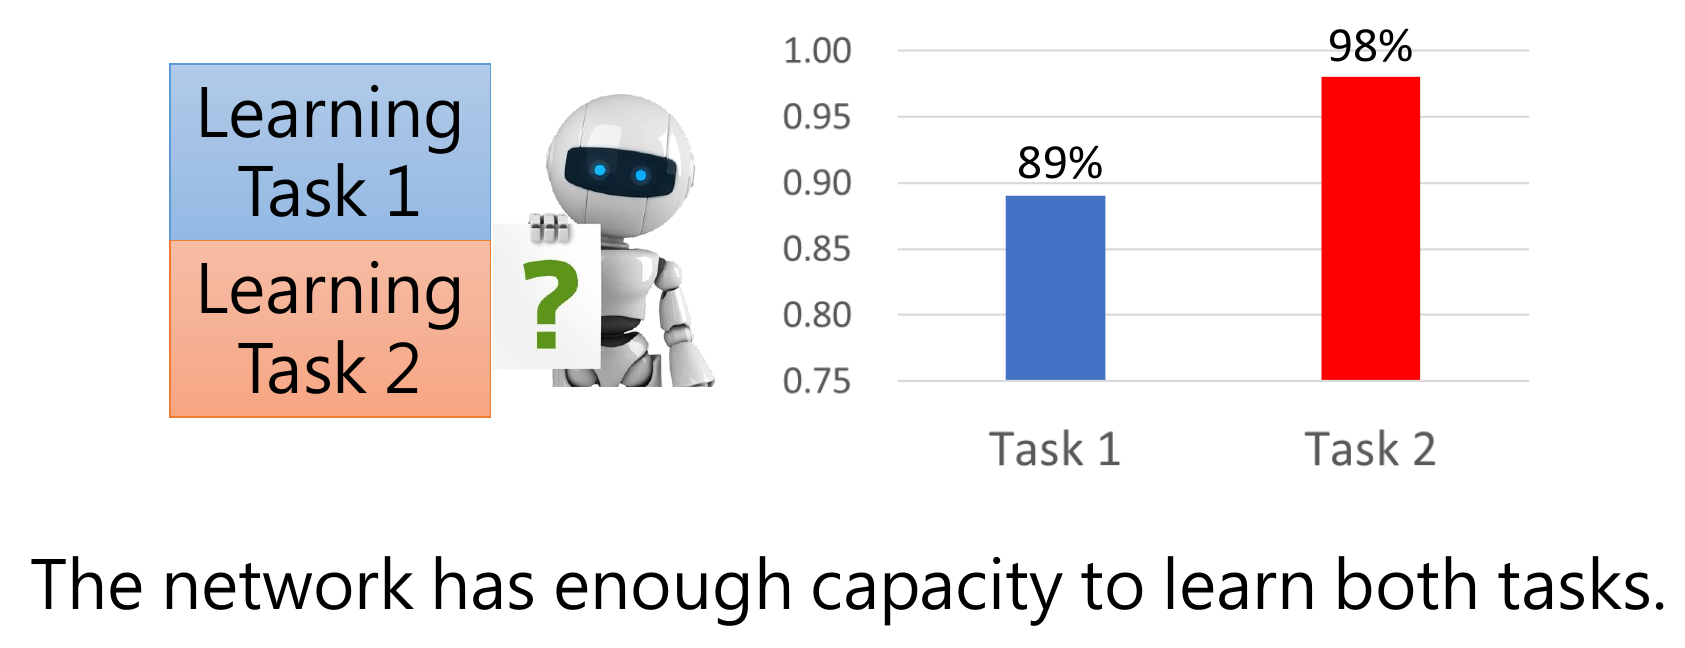 Learning
Task 1
Learning
Task 2
?
1.00
0.95
0.90
0.85
0.80
0.75
89%
98%
Task 1
Task 2
The network has enough capacity to learn both tasks.